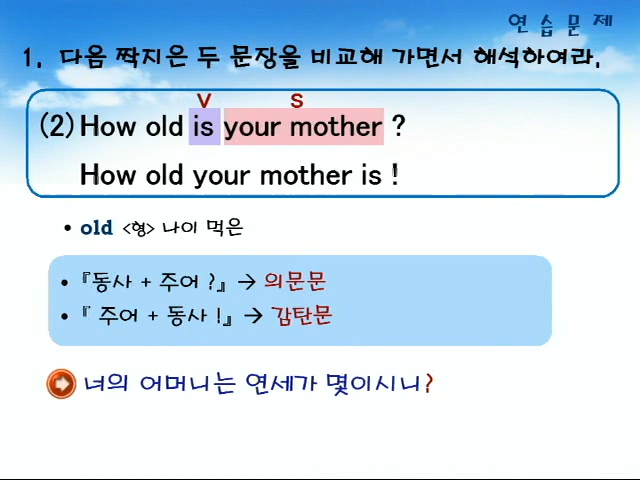 연 습 문 제
1. 다음 짝지은 두 문장을 비교해 가면서 해석하여라.
V S
(2) How old is your mother ?
How old your mother is !
• old <형> 나이 먹은
• 『동사 + 주어 ?』 → 의문문
• 『 주어 + 동사 !』 → 감탄문
너의 어머니는 연세가 몇이시니?